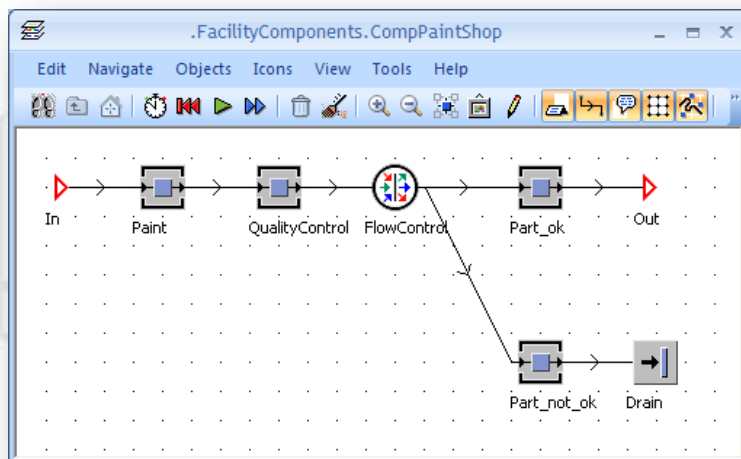 .FacilityComponents.CompPaintShop
Edit Navigate Objects Icons View Tools Help
In
Paint
QualityControl
FlowControl
Part_ok
Out
Part_not_ok
Drain